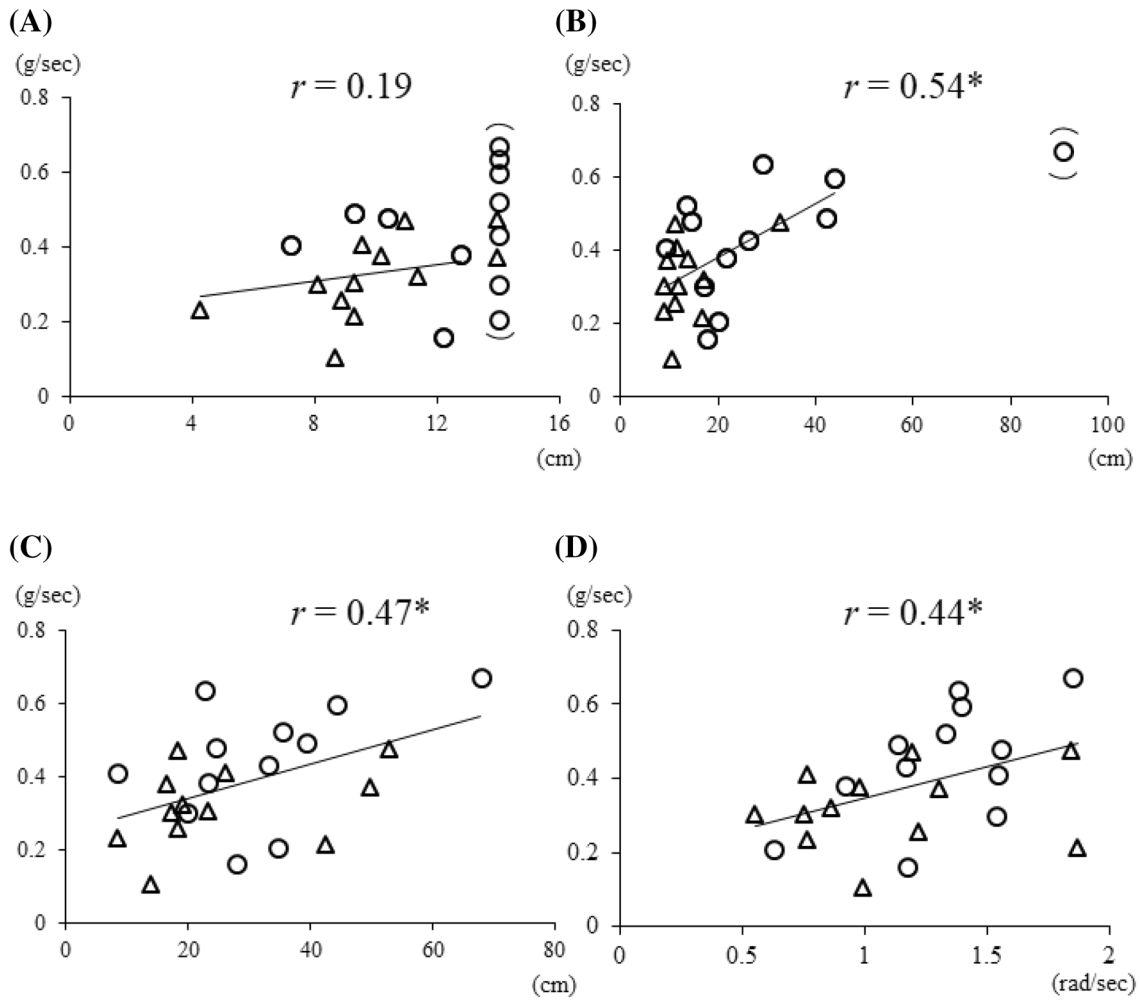 (A)
(g/sec)
r = 0.19
0.8
0.6
0.4
0.2
0
0 4 8 12 16
(cm)
(B)
(g/sec)
r = 0.54*
0.8
0.6
0.4
0.2
0
0 20 40 60 80 100
(cm)
(C)
(g/sec)
r = 0.47*
0.8
0.6
0.4
0.2
0
0 20 40 60 80
(cm)
(D)
(g/sec)
r = 0.44*
0.8
0.6
0.4
0.2
0
0 0.5 1 1.5 2
(rad/sec)